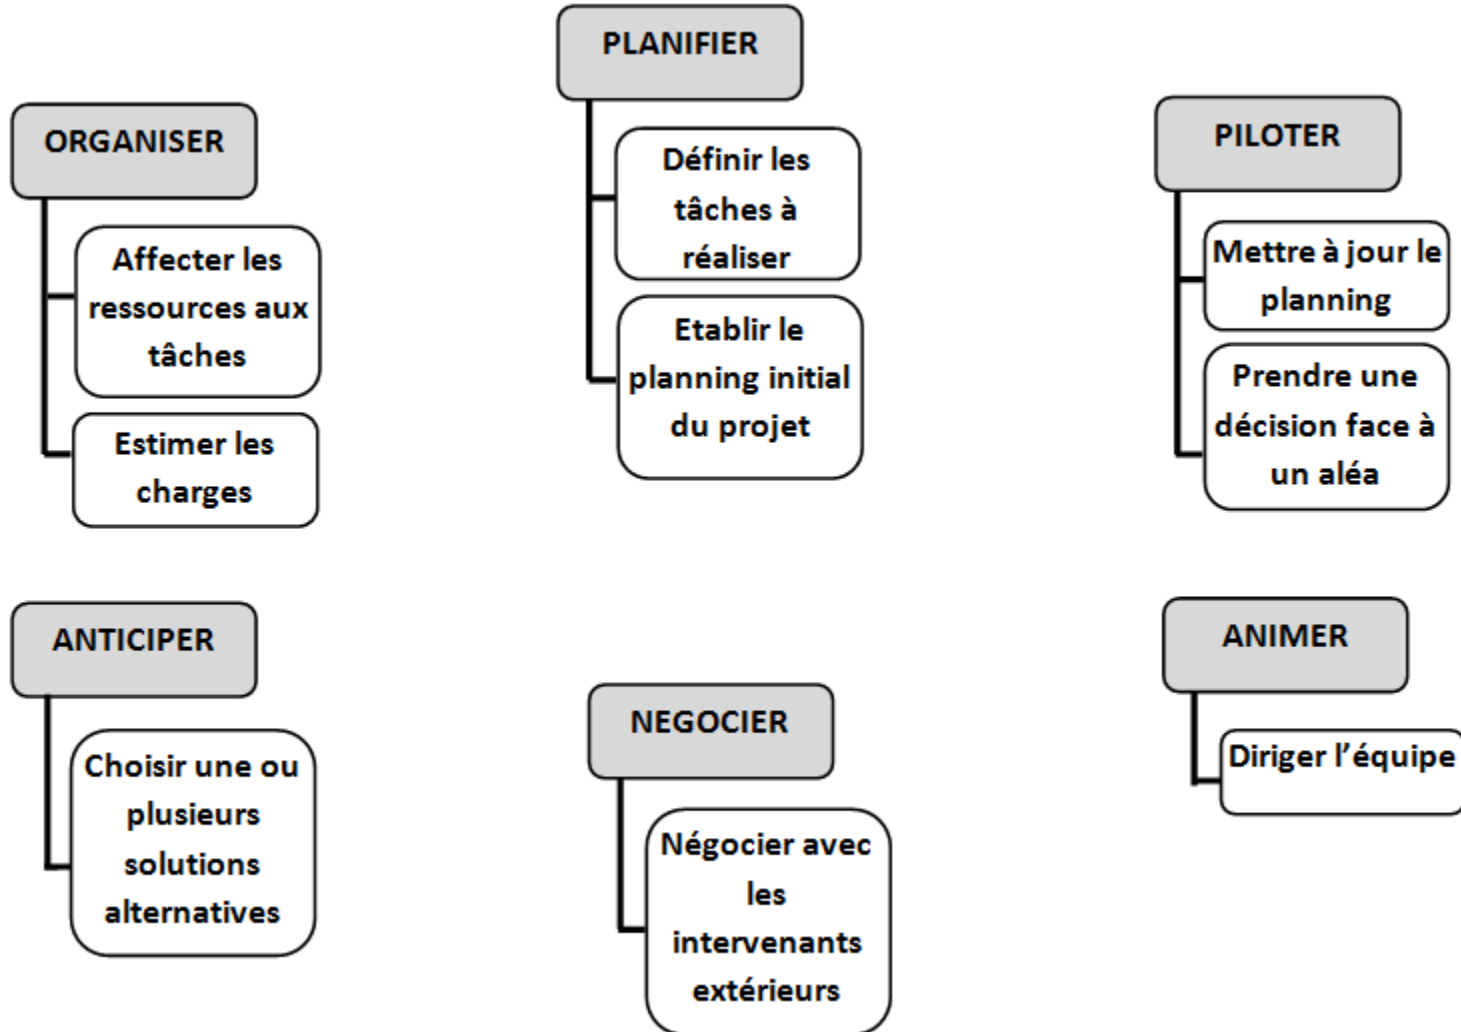 ORGANISER
Affecter les
ressources aux
tâches
Estimer les
charges
PLANIFIER
Définir les
tâches à
réaliser
Etablir le
planning initial
du projet
PILOTER
Mettre à jour le
planning
Prendre une
décision face à
un aléa
ANTICIPER
Choisir une ou
plusieurs
solutions
alternatives
NEGOCIER
Négocier avec
les
intervenants
extérieurs
ANIMER
Diriger l'équipe